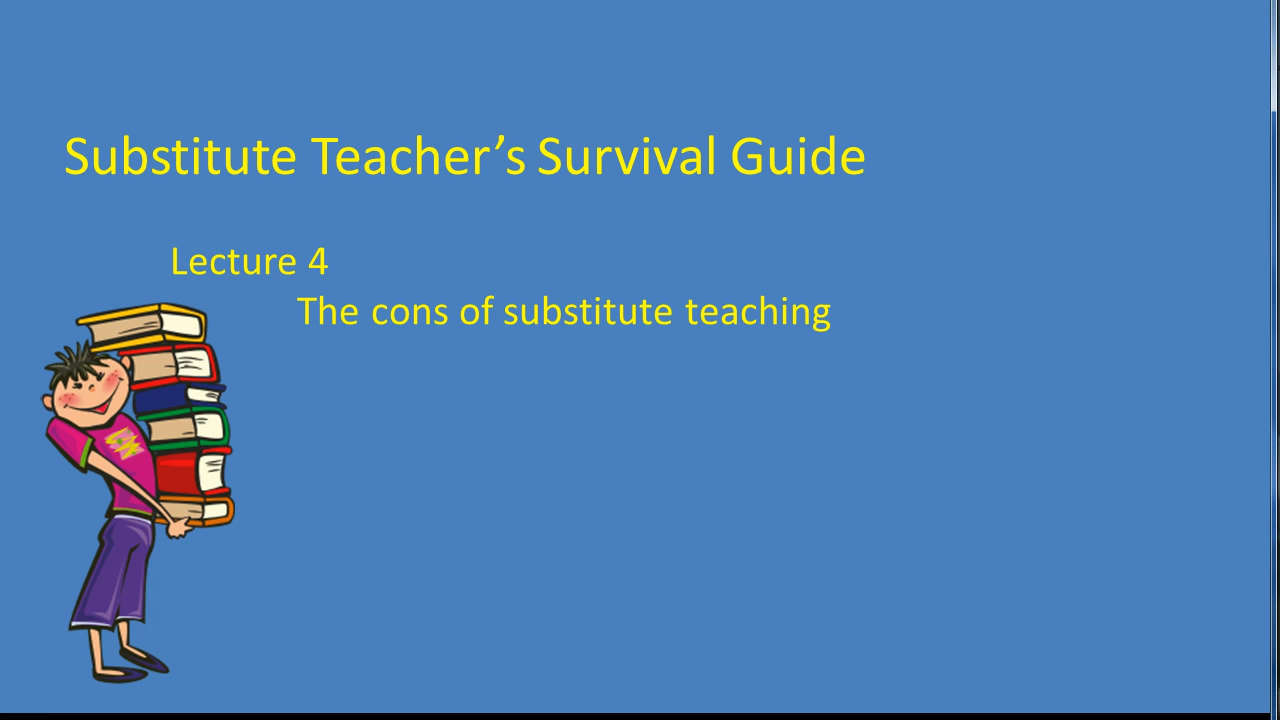 Substitute Teacher’s Survival Guide
Lecture 4
The cons of substitute teaching